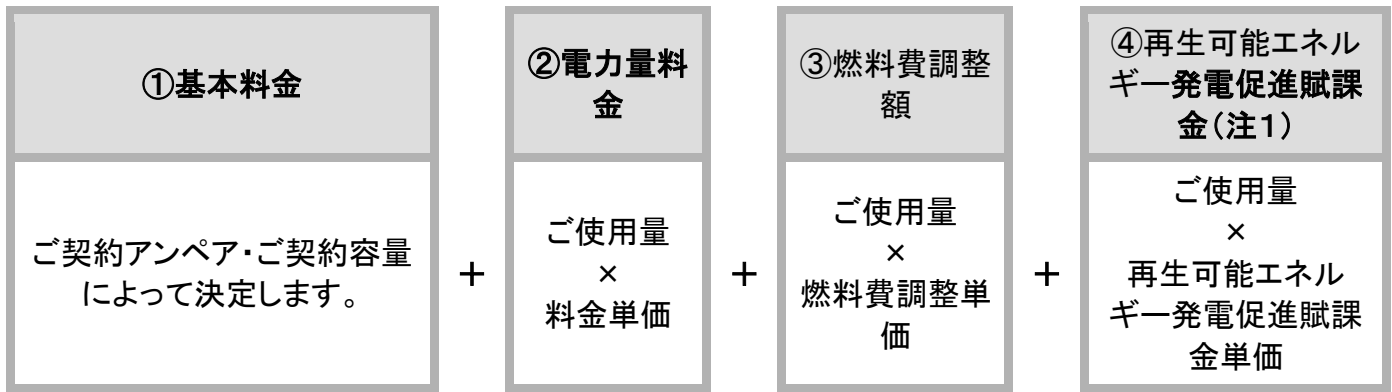 ①基本料金
ご契約アンペア・ご契約容量
によって決定します。
+
②電力量料
金
ご使用量
×
料金単価
+
③燃料費調整
額
ご使用量
×
燃料費調整単
価
+
④再生可能エネル
ギー発電促進賦課
金(注1)
ご使用量
×
再生可能エネル
ギー発電促進賦課
金単価